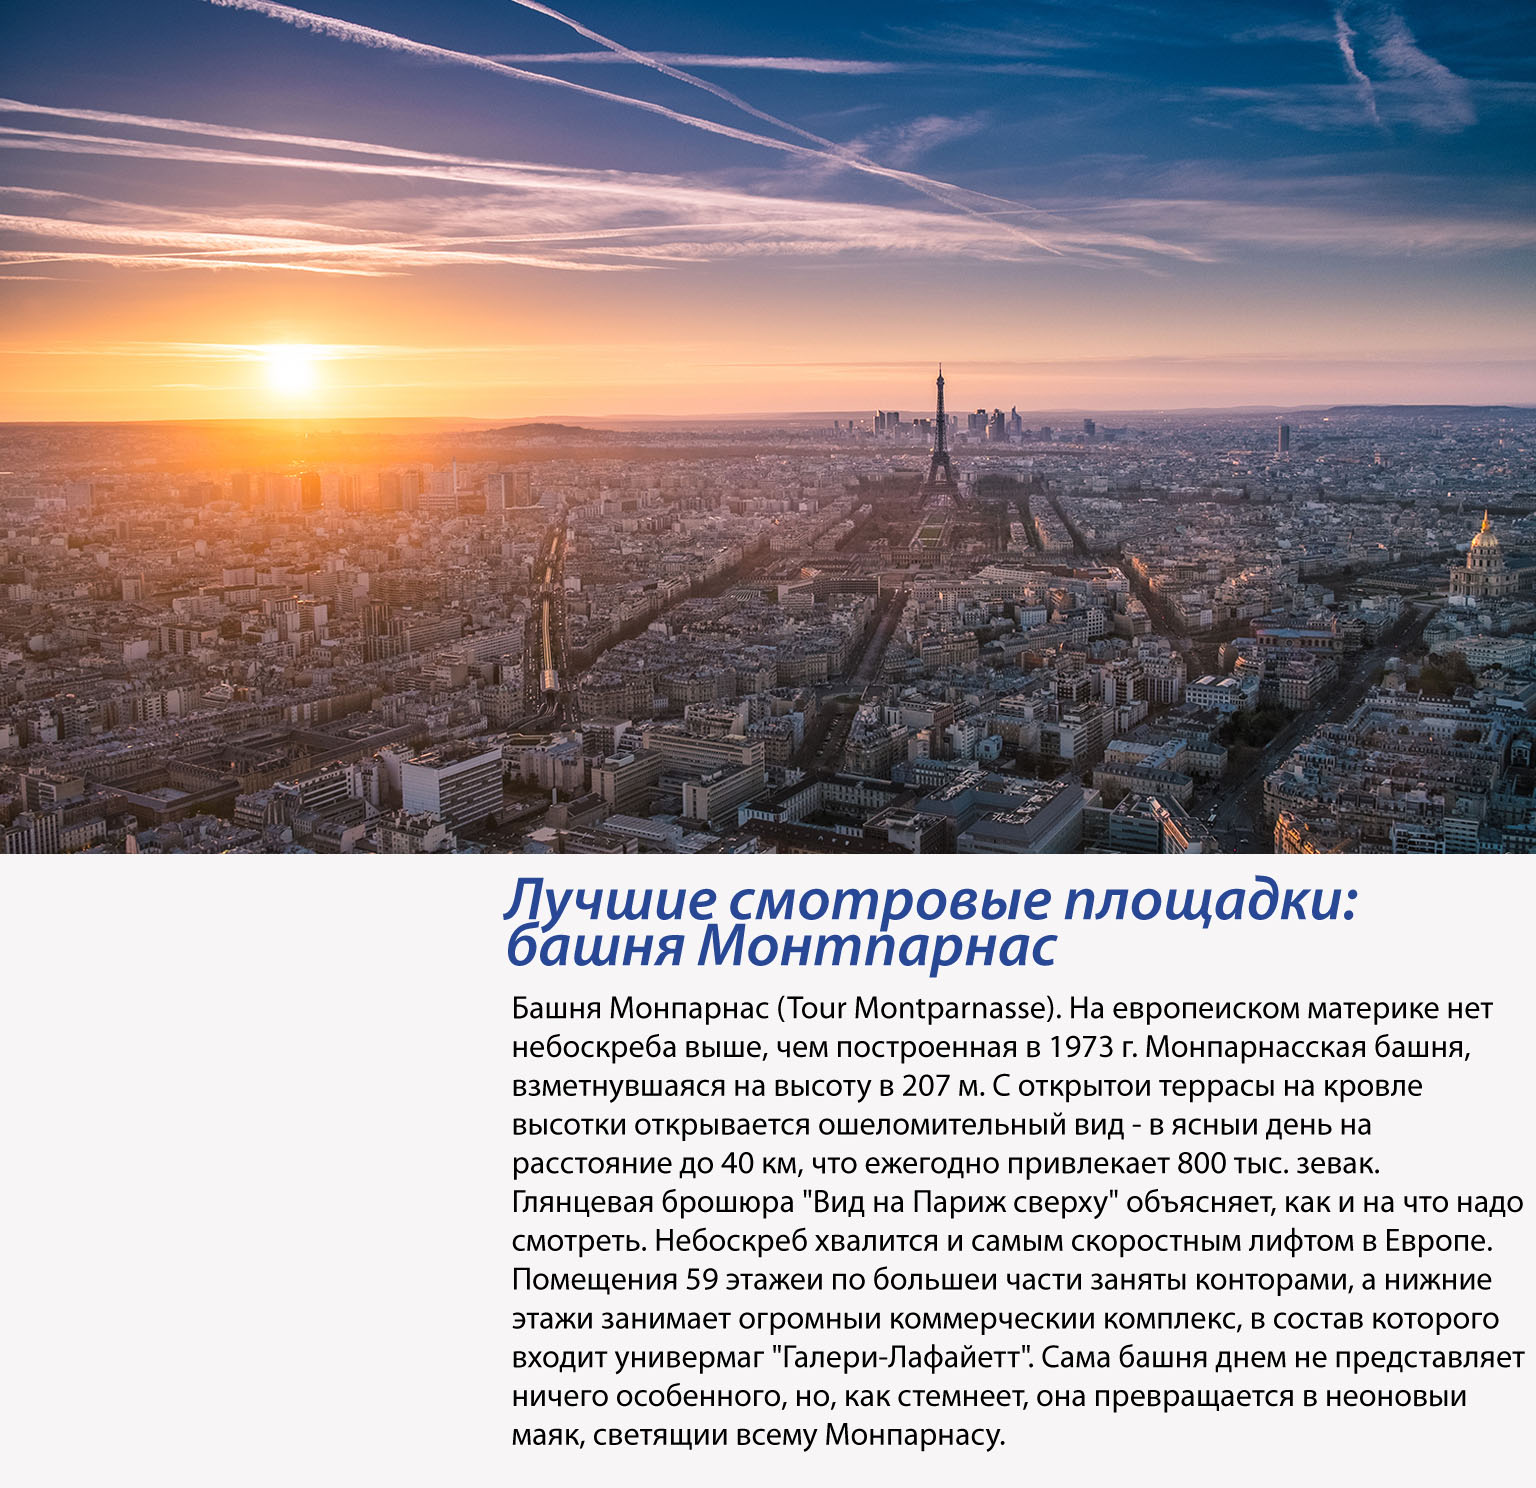 Лучшие смотровые площадки:
башня Монтпарнас
Башня Монпарнас (Tour Montparnasse). На европеиском материке нет
небоскреба выше, чем построенная в 1973 г. Монпарнасская башня,
взметнувшаяся на высоту в 207 м. С открытои террасы на кровле
высотки открывается ошеломительный вид - в ясныи день на
расстояние до 40 км, что ежегодно привлекает 800 тыс. зевак.
Глянцевая брошюра "Вид на Париж сверху" объясняет, как и на что надо
смотреть. Небоскреб хвалится и самым скоростным лифтом в Европе.
Помещения 59 этажеи по большеи части заняты конторами, а нижние
этажи занимает огромныи коммерческии комплекс, в состав которого
входит универмаг "Галери-Лафайетт". Сама башня днем не представляет
ничего особенного, но, как стемнеет, она превращается в неоновыи
маяк, светящии всему Монпарнасу.